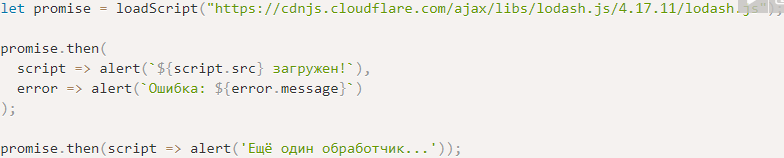 let promise = loadScript("https://cdnjs.cloudflare.com/ajax/libs/lodash.js/4.17.11/lodash.js");
promise.then(
script => alert(`${script.src} загружен!`),
error => alert(`Ошибка: ${error.message}`)
);
promise.then(script => alert('Ещё один обработчик...'));